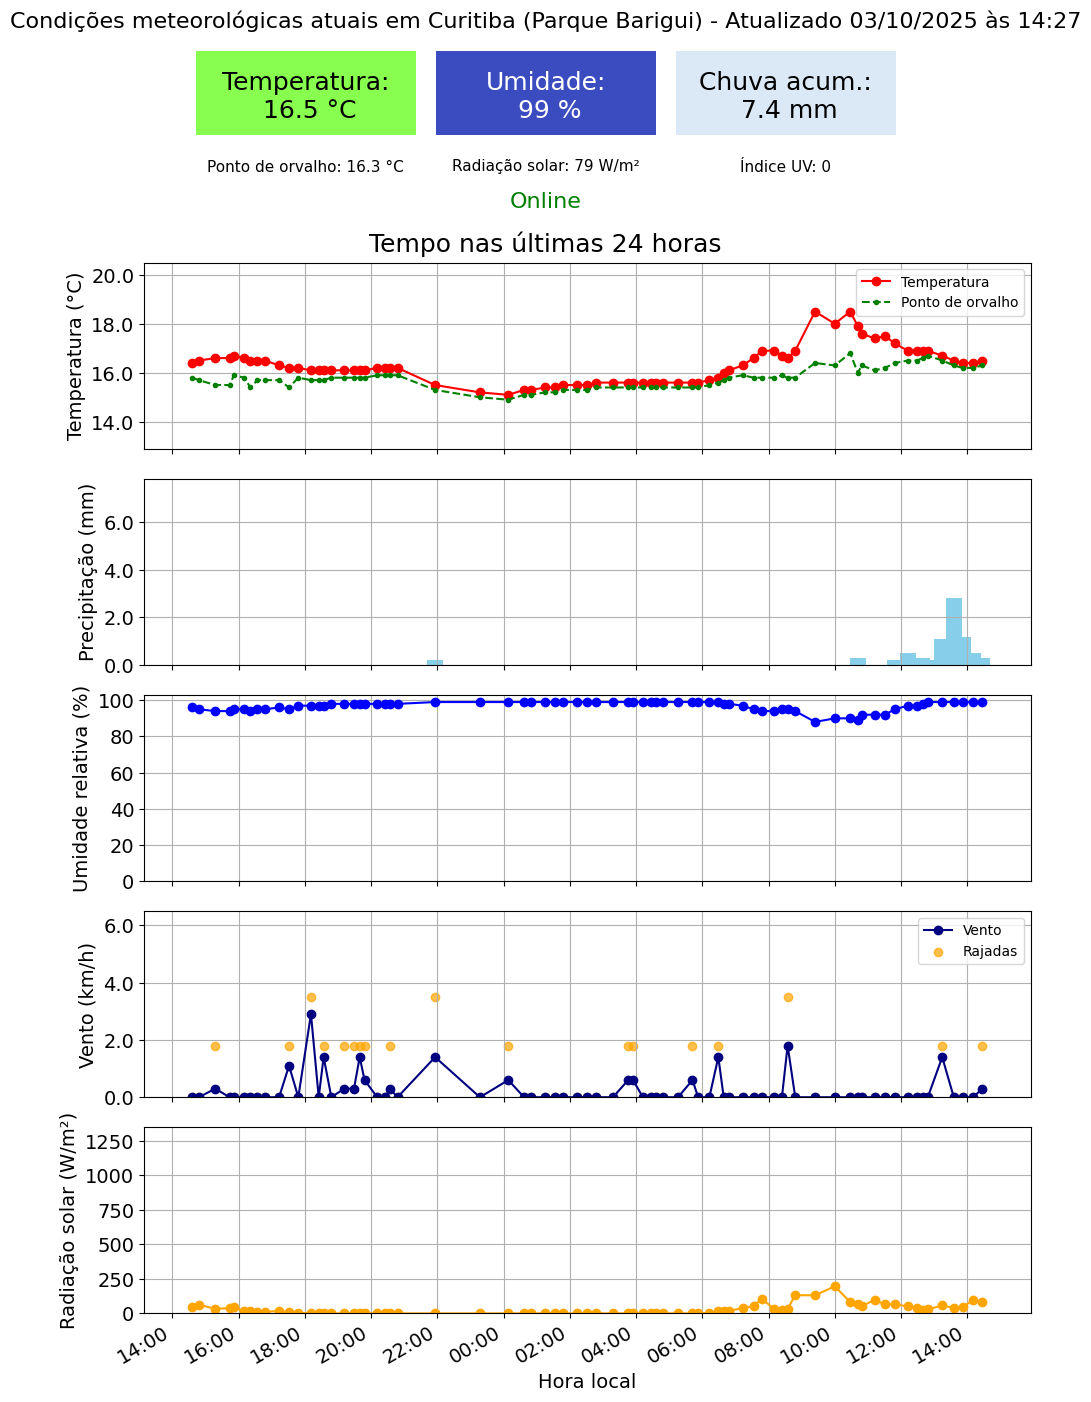 Condições meteorológicas atuais em Curitiba (Parque Barigui) - Atualizado 03/10/2025 às 14:27
Temperatura:
16.5 °C
Umidade:
99 %
Chuva acum.:
7.4 mm
Ponto de orvalho: 16.3 °C
Radiação solar: 79 W/m²
Índice UV: 0
Online
Tempo nas últimas 24 horas
Temperatura (°C)
20.0
18.0
16.0
14.0
Temperatura
Ponto de orvalho
Precipitação (mm)
6.0
4.0
2.0
0.0
Umidade relativa (%)
100
80
60
40
20
0
Vento (km/h)
6.0
4.0
2.0
0.0
Vento
Rajadas
Radiação solar (W/m²)
1250
1000
750
500
250
0
14:00 16:00 18:00 20:00 22:00 00:00 02:00 04:00 06:00 08:00 10:00 12:00 14:00
Hora local